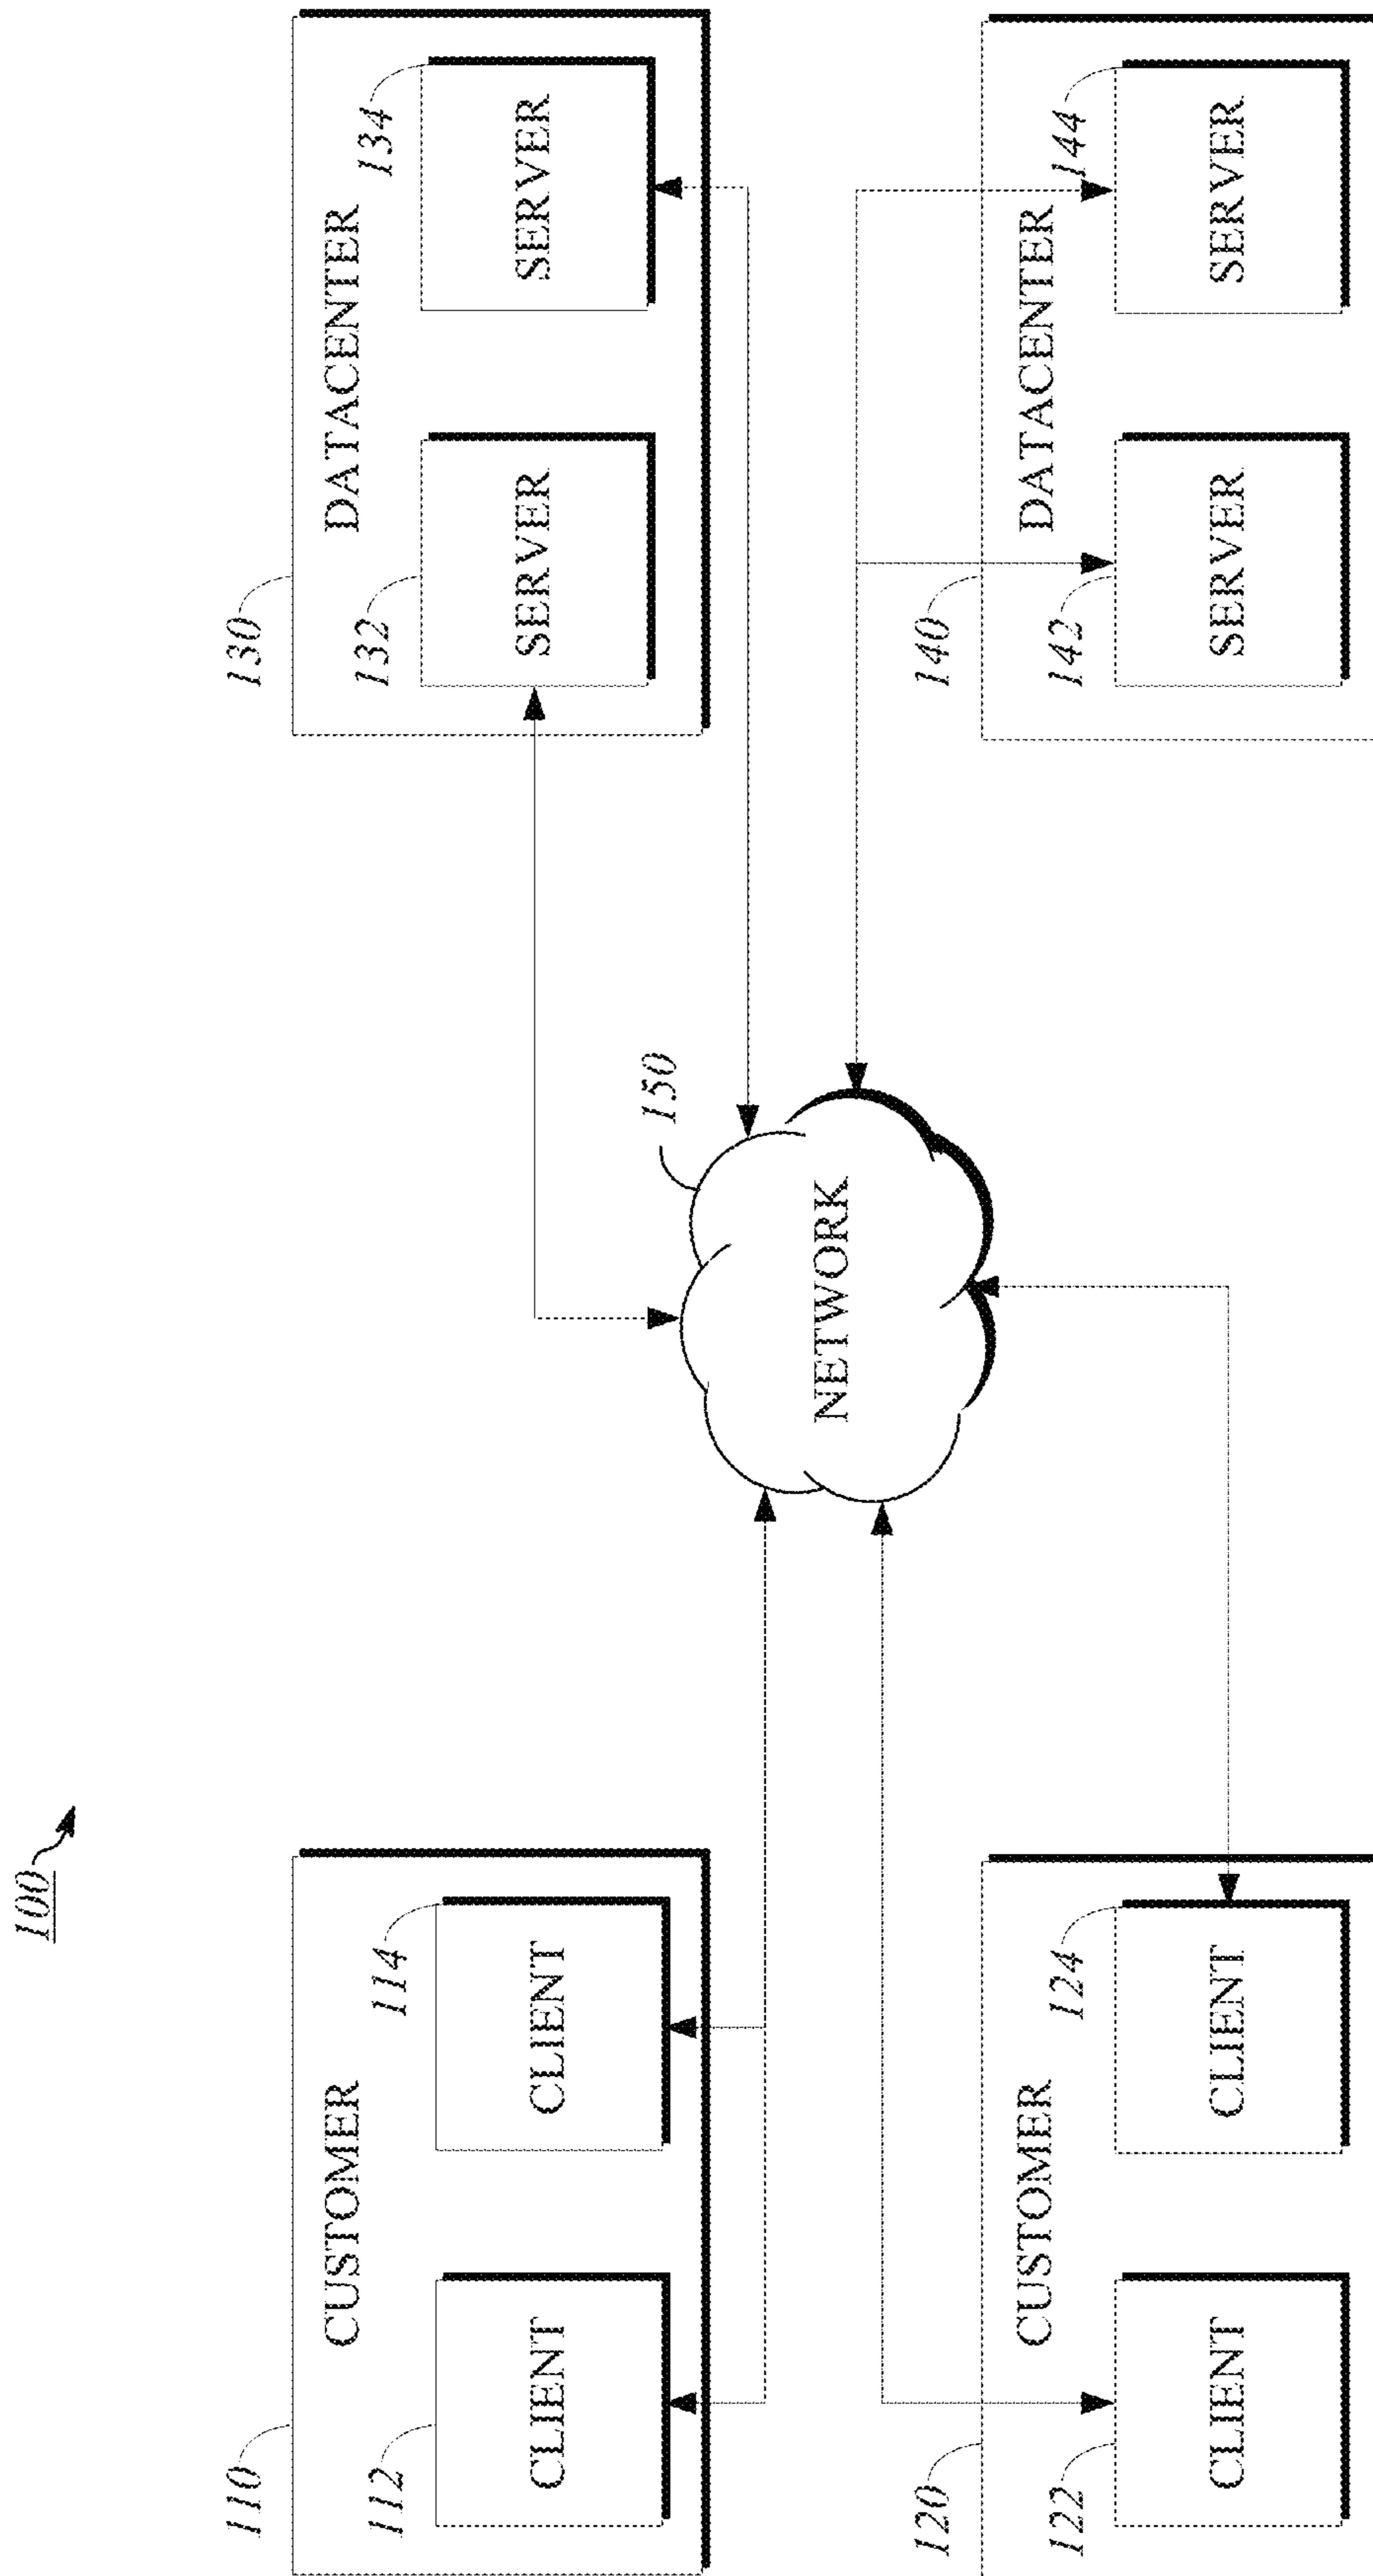 100
110
CUSTOMER
112
CLIENT
114
CLIENT
130
DATACENTER
132
SERVER
134
SERVER
150
NETWORK
120
CUSTOMER
122
CLIENT
124
CLIENT
140
DATACENTER
142
SERVER
144
SERVER